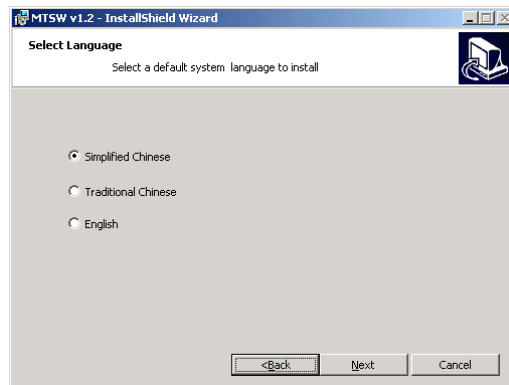 MTSW v1.2 - InstallShield Wizard
Select Language
Select a default system language to install
Simplified Chinese
Traditional Chinese
English
<Back
Next
Cancel